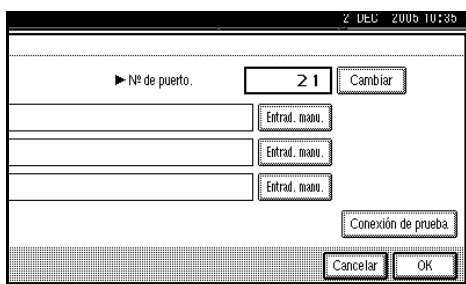 2 DEC 2005 10:35
► Nº de puerto. 21 Cambiar
Entrad. manu.
Entrad. manu.
Entrad. manu.
Conexión de prueba
Cancelar OK